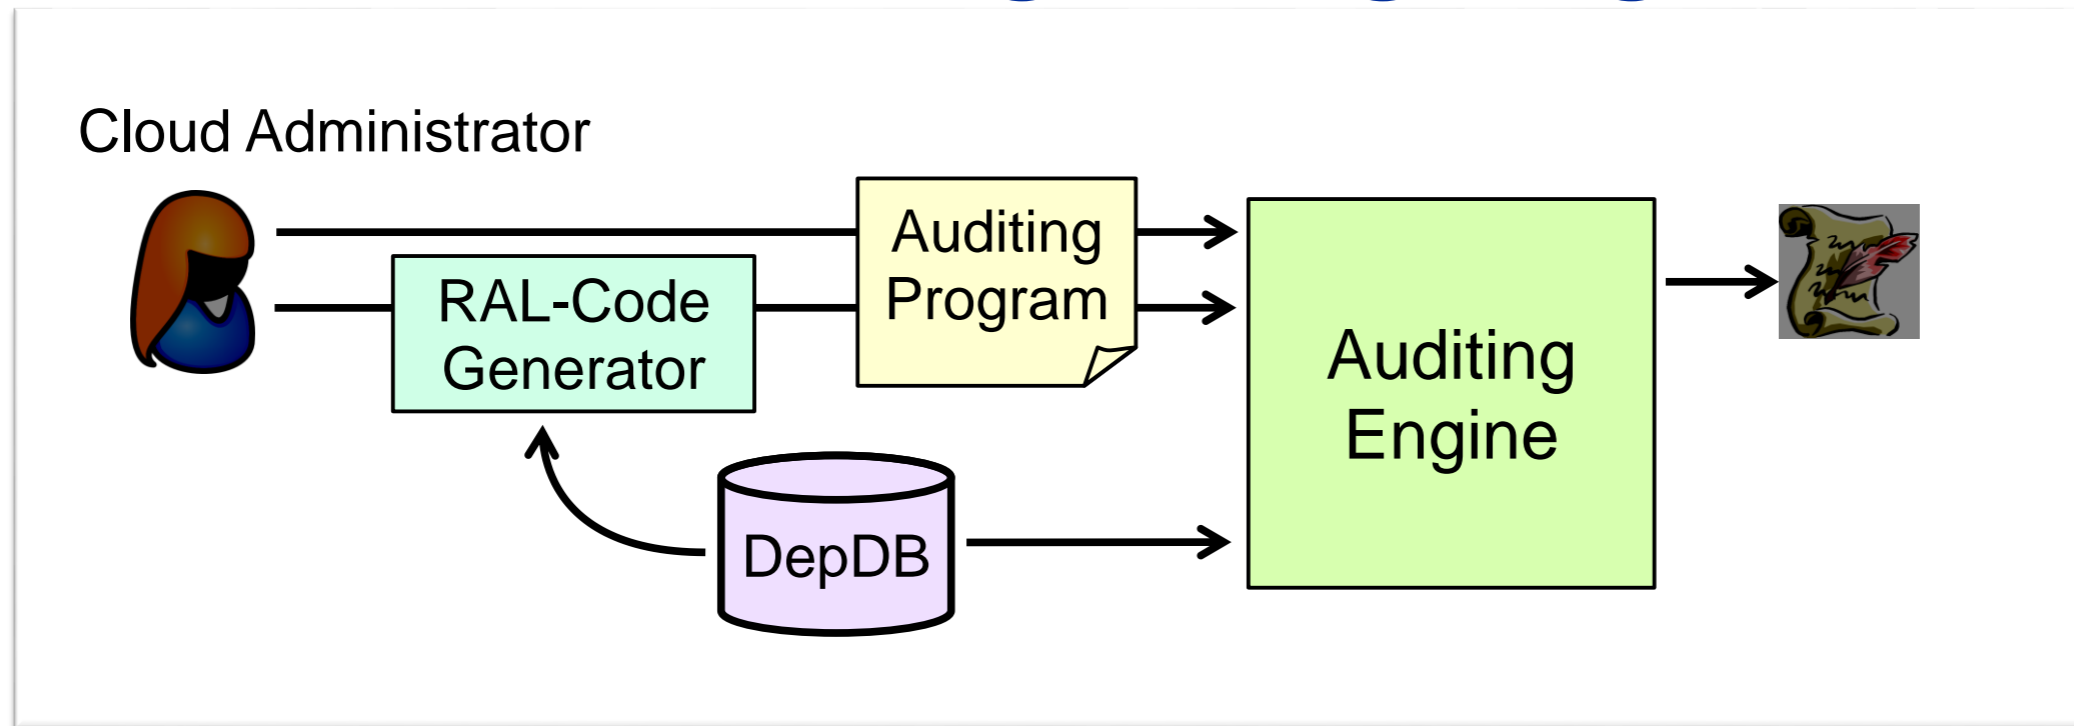 Cloud Administrator
Auditing
Program
RAL-Code
Generator
Auditing
Engine
DepDB